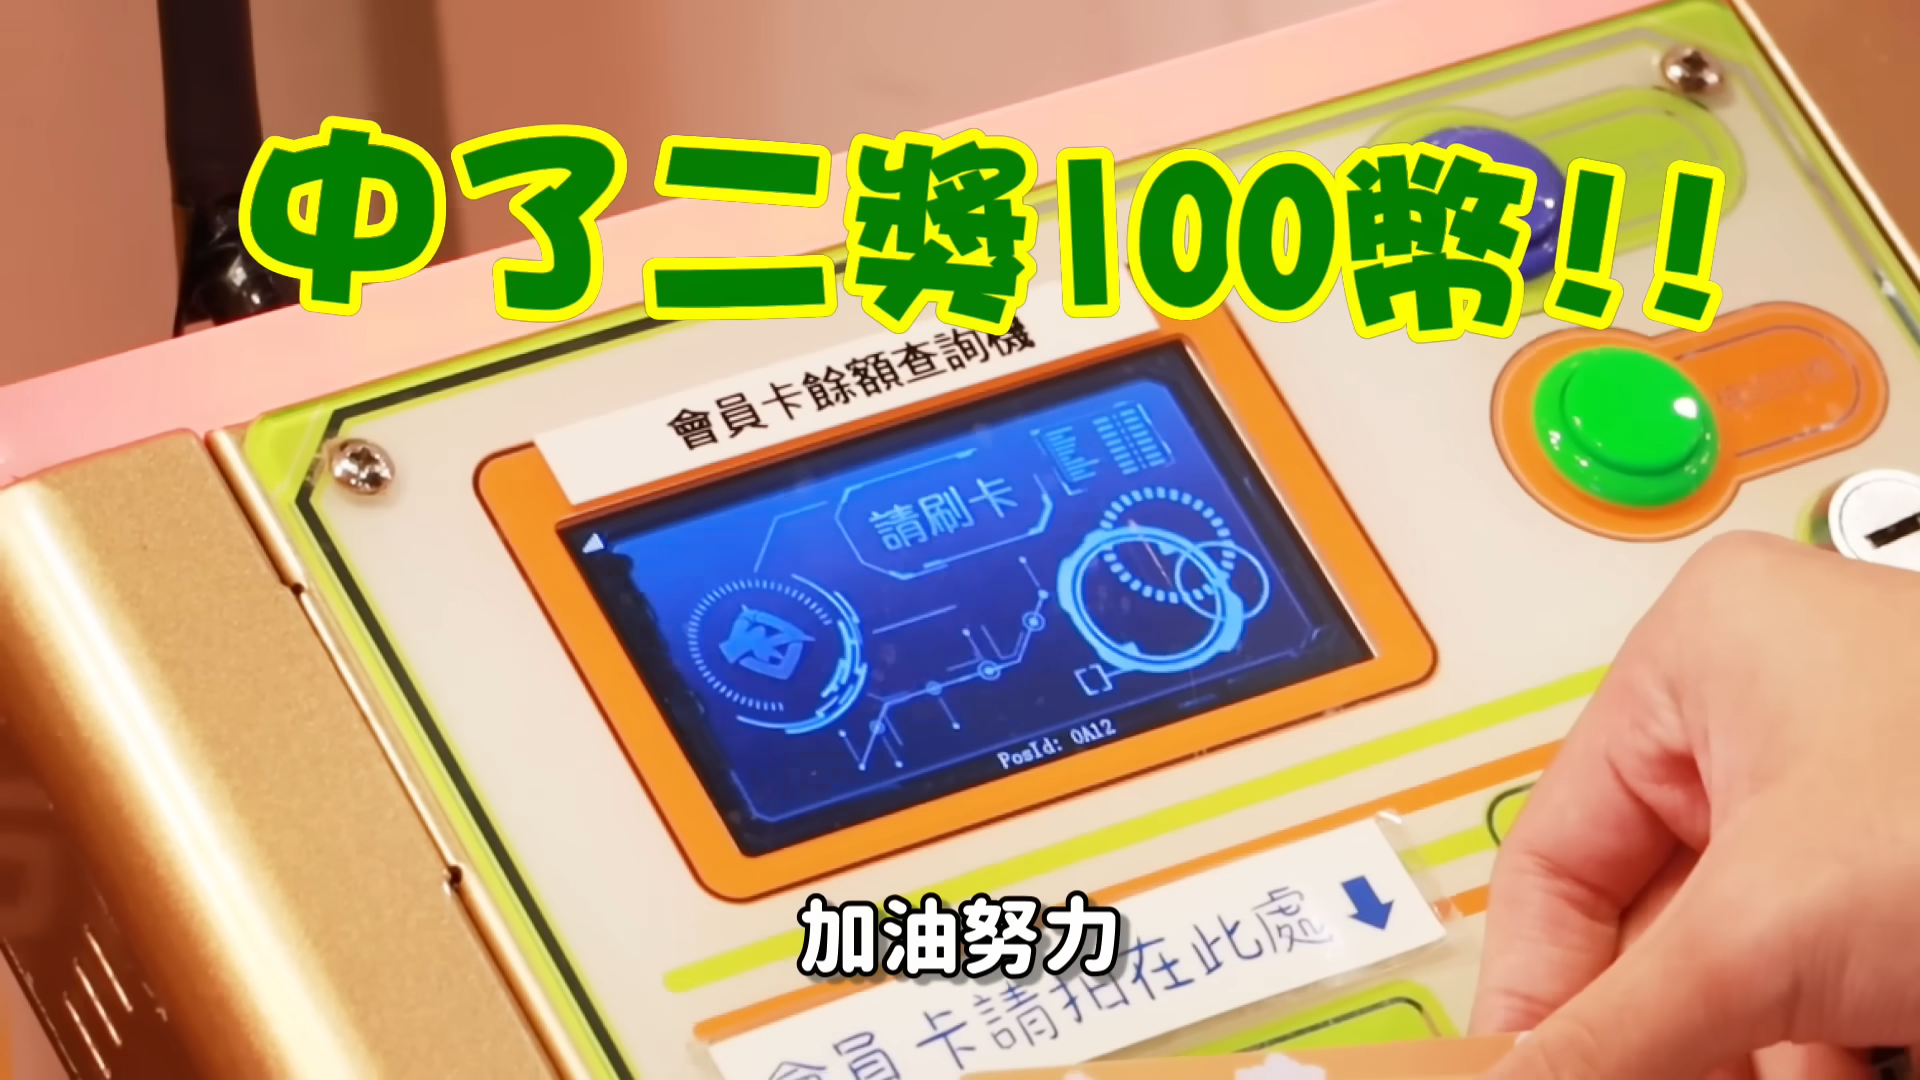 中了二獎100幣!!
會員卡餘額查詢機
請刷卡
PosId: 0A12
加油努力
會員卡請拍在此處